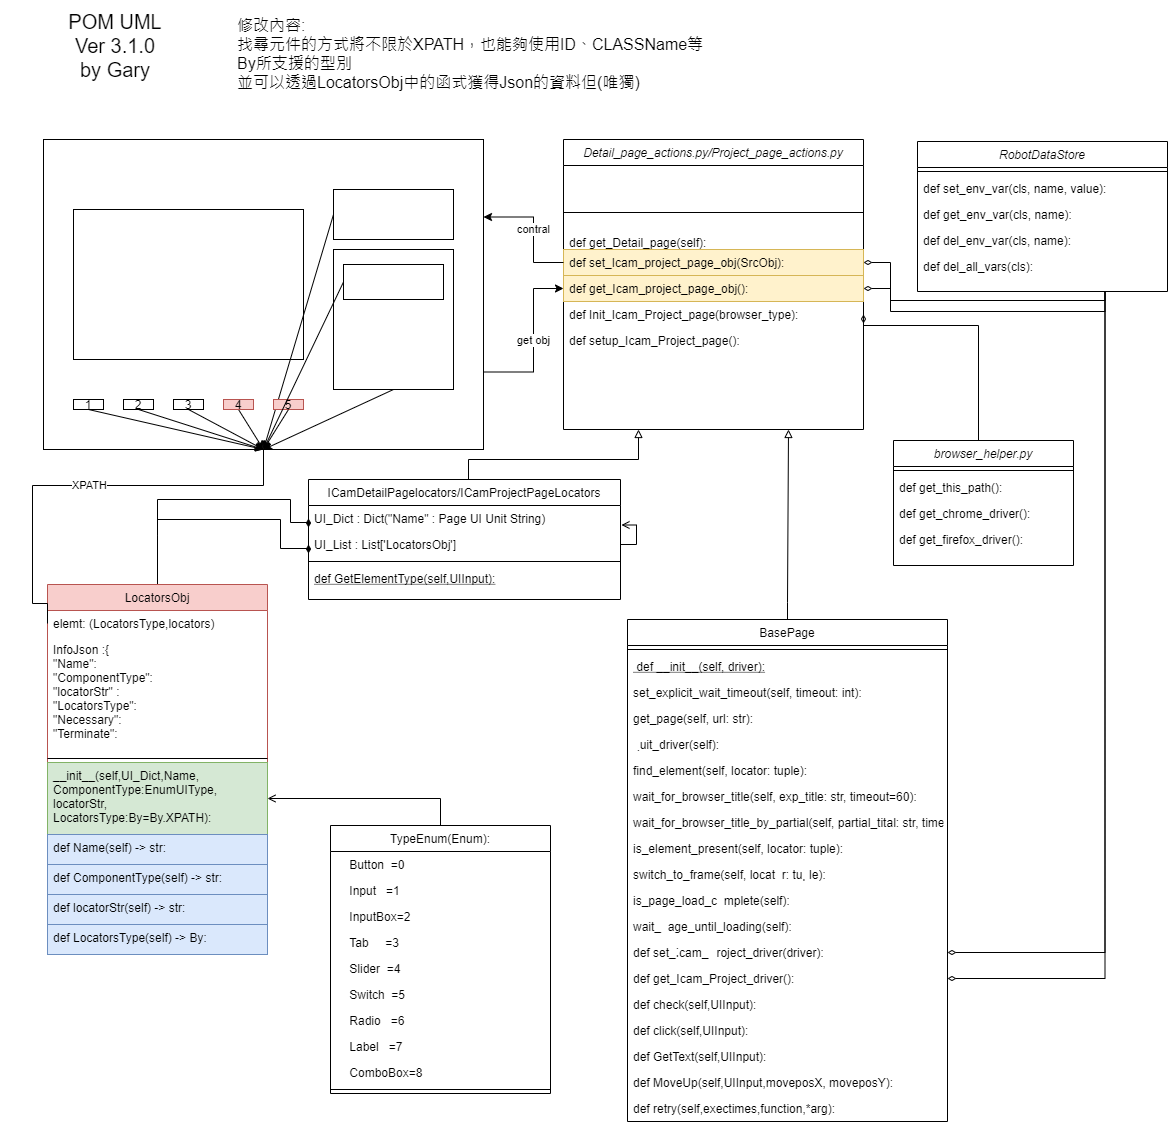 POM UML
Ver 3.1.0
by Gary
修改內容:
找尋元件的方式將不限於XPATH，也能夠使用ID、CLASSName等
By所支援的型別
並可以透過LocatorsObj中的函式獲得Json的資料但(唯獨)
1
2
3
4
5
contral
get obj
XPATH
Detail_page_actions.py/Project_page_actions.py
def get_Detail_page(self):
def set_Icam_project_page_obj(SrcObj):
def get_Icam_project_page_obj():
def Init_Icam_Project_page(browser_type):
def setup_Icam_Project_page():
RobotDataStore
def set_env_var(cls, name, value):
def get_env_var(cls, name):
def del_env_var(cls, name):
def del_all_vars(cls):
browser_helper.py
def get_this_path():
def get_chrome_driver():
def get_firefox_driver():
ICamDetailPagelocators/ICamProjectPageLocators
UI_Dict : Dict("Name" : Page UI Unit String)
UI_List : List['LocatorsObj']
def GetElementType(self,UIInput):
LocatorsObj
elemt: (LocatorsType,locators)
InfoJson :{
"Name":
"ComponentType":
"locatorStr" :
"LocatorsType":
"Necessary":
"Terminate":
__init__(self,UI_Dict,Name,
ComponentType:EnumUIType,
locatorStr,
LocatorsType:By=By.XPATH):
def Name(self) -> str:
def ComponentType(self) -> str:
def locatorStr(self) -> str:
def LocatorsType(self) -> By:
TypeEnum(Enum):
Button =0
Input =1
InputBox=2
Tab =3
Slider =4
Switch =5
Radio =6
Label =7
ComboBox=8
BasePage
def __init__(self, driver):
set_explicit_wait_timeout(self, timeout: int):
get_page(self, url: str):
uit_driver(self):
find_element(self, locator: tuple):
wait_for_browser_title(self, exp_title: str, timeout=60):
wait_for_browser_title_by_partial(self, partial_tital: str, time
is_element_present(self, locator: tuple):
switch_to_frame(self, locat r: tu le):
is_page_load_c mplete(self):
wait_ age_until_loading(self):
def set_Icam_ roject_driver(driver):
def get_Icam_Project_driver():
def check(self,UIInput):
def click(self,UIInput):
def GetText(self,UIInput):
def MoveUp(self,UIInput,moveposX, moveposY):
def retry(self,exectimes,function,*arg):